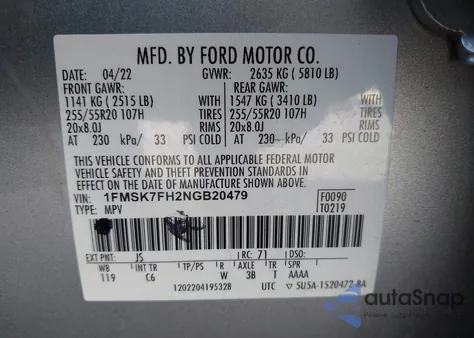 MFD. BY FORD MOTOR CO.
DATE: 04/22 GVWR: 2635 KG ( 5810 LB)
FRONT GAWR: REAR GAWR:
1141 KG ( 2515 LB) WITH 1547 KG ( 3410 LB) WITH
255/55R20 107H TIRES 255/55R20 107H TIRES
20x8.0J RIMS 20x8.0J RIMS
AT 230 kPa/ 33 PSI COLD AT 230 kPa/ 33 PSI COLD
THIS VEHICLE CONFORMS TO ALL APPLICABLE FEDERAL MOTOR
VEHICLE SAFETY AND THEFT PREVENTION STANDARDS IN
EFFECT ON THE DATE OF MANUFACTURE SHOWN ABOVE.
VIN: 1FMSK7FH2NGB20479 F0090
TYPE: MPV T0219
EXT PNT: JS RC: 71 DSO:
WB INT TR TP/PS R AXLE TR SPR
119 C6 W 3B T AAAA
1202204195328 UTC 5U5A-1520472-BA
autoSnap